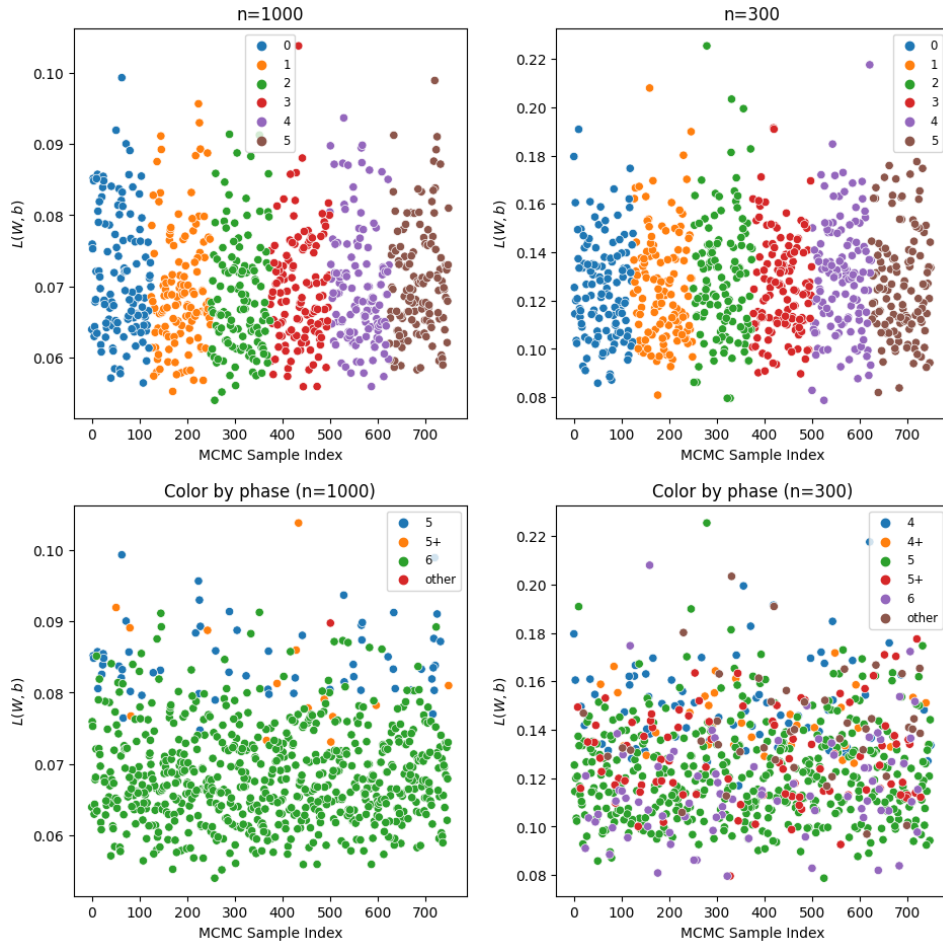 n=1000
0.10
0.09
0.08
0.07
0.06
L(W, b)
0
1
2
3
4
5
0 100 200 300 400 500 600 700
MCMC Sample Index
n=300
0.22
0.20
0.18
0.16
0.14
0.12
0.10
0.08
L(W, b)
0
1
2
3
4
5
0 100 200 300 400 500 600 700
MCMC Sample Index
Color by phase (n=1000)
0.10
0.09
0.08
0.07
0.06
L(W, b)
5
5+
6
other
0 100 200 300 400 500 600 700
MCMC Sample Index
Color by phase (n=300)
0.22
0.20
0.18
0.16
0.14
0.12
0.10
0.08
L(W, b)
4
4+
5
5+
6
other
0 100 200 300 400 500 600 700
MCMC Sample Index